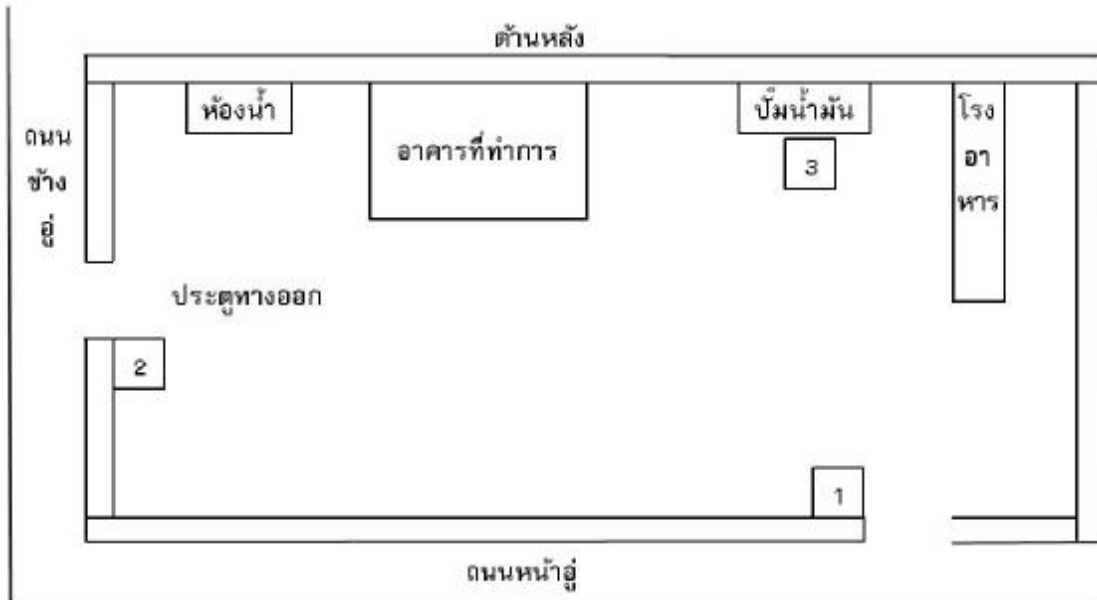 ด้านหลัง
ห้องน้ำ
อาคารที่ทำการ
ปั๊มน้ำมัน
3
โรง
อา
หาร
ถนน
ข้าง
อู่
ประตูทางออก
2
1
ถนนหน้าอู่